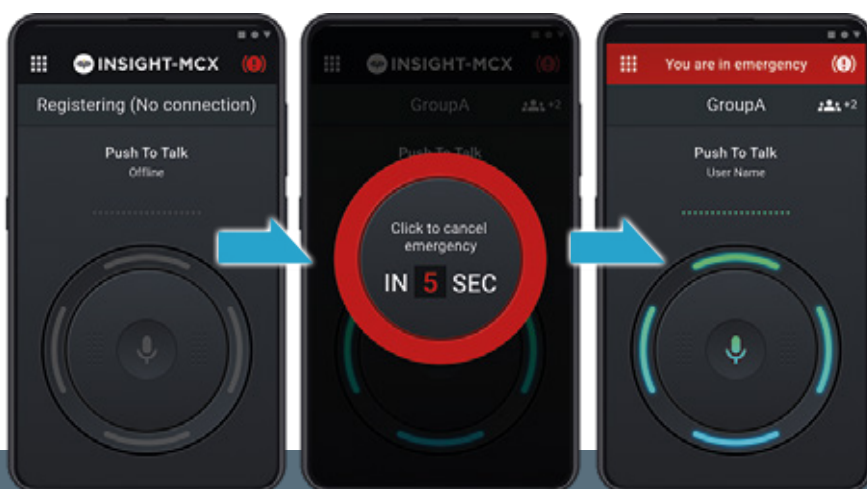 INSIGHT-MCX
Registering (No connection)
Push To Talk
Offline
INSIGHT-MCX
GroupA
+2
Push To Talk
Click to cancel
emergency
IN 5 SEC
You are in emergency
GroupA
+2
Push To Talk
User Name